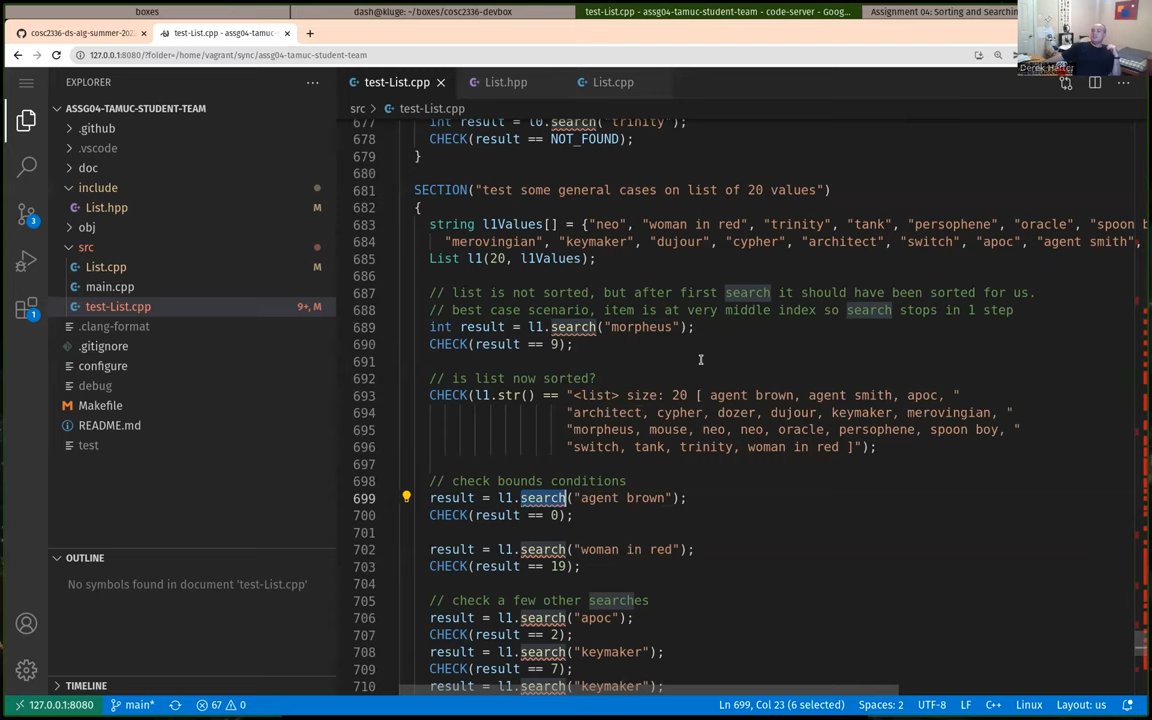 boxes
dash@kluge: ~/boxes/cosc2336-devbox
test-List.cpp - assg04-tamuc-student-team - code-server - Goog...
Assignment 04: Sorting and Searching
cosc2336-ds-alg-summer-202
test-List.cpp - assg04-tamuc-
127.0.0.1:8080/?folder=/home/vagrant/sync/assg04-tamuc-student-team
Derek Harter
EXPLORER
test-List.cpp
List.hpp
List.cpp
ASSG04-TAMUC-STUDENT-TEAM
src > test-List.cpp
.github
.vscode
doc
include
List.hpp M
obj
src
List.cpp M
main.cpp
test-List.cpp 9+, M
.clang-format
.gitignore
configure
debug
Makefile
README.md
test
OUTLINE
No symbols found in document 'test-List.cpp'
TIMELINE
3
1
677 int result = l0.search("trinity");
678 CHECK(result == NOT_FOUND);
679 }
680
681 SECTION("test some general cases on list of 20 values")
682 {
683 string l1Values[] = {"neo", "woman in red", "trinity", "tank", "persophene", "oracle", "spoon b
684 "merovingian", "keymaker", "dujour", "cypher", "architect", "switch", "apoc", "agent smith",
685 List l1(20, l1Values);
686
687 // list is not sorted, but after first search it should have been sorted for us.
688 // best case scenario, item is at very middle index so search stops in 1 step
689 int result = l1.search("morpheus");
690 CHECK(result == 9);
691
692 // is list now sorted?
693 CHECK(l1.str() == "<list> size: 20 [ agent brown, agent smith, apoc, "
694 "architect, cypher, dozer, dujour, keymaker, merovingian, "
695 "morpheus, mouse, neo, neo, oracle, persophene, spoon boy, "
696 "switch, tank, trinity, woman in red ]");
697
698 // check bounds conditions
699 result = l1.search("agent brown");
700 CHECK(result == 0);
701
702 result = l1.search("woman in red");
703 CHECK(result == 19);
704
705 // check a few other searches
706 result = l1.search("apoc");
707 CHECK(result == 2);
708 result = l1.search("keymaker");
709 CHECK(result == 7);
710 result = l1.search("keymaker");
127.0.0.1:8080 main* 67 0 Ln 699, Col 23 (6 selected) Spaces: 2 UTF-8 LF C++ Linux Layout: us